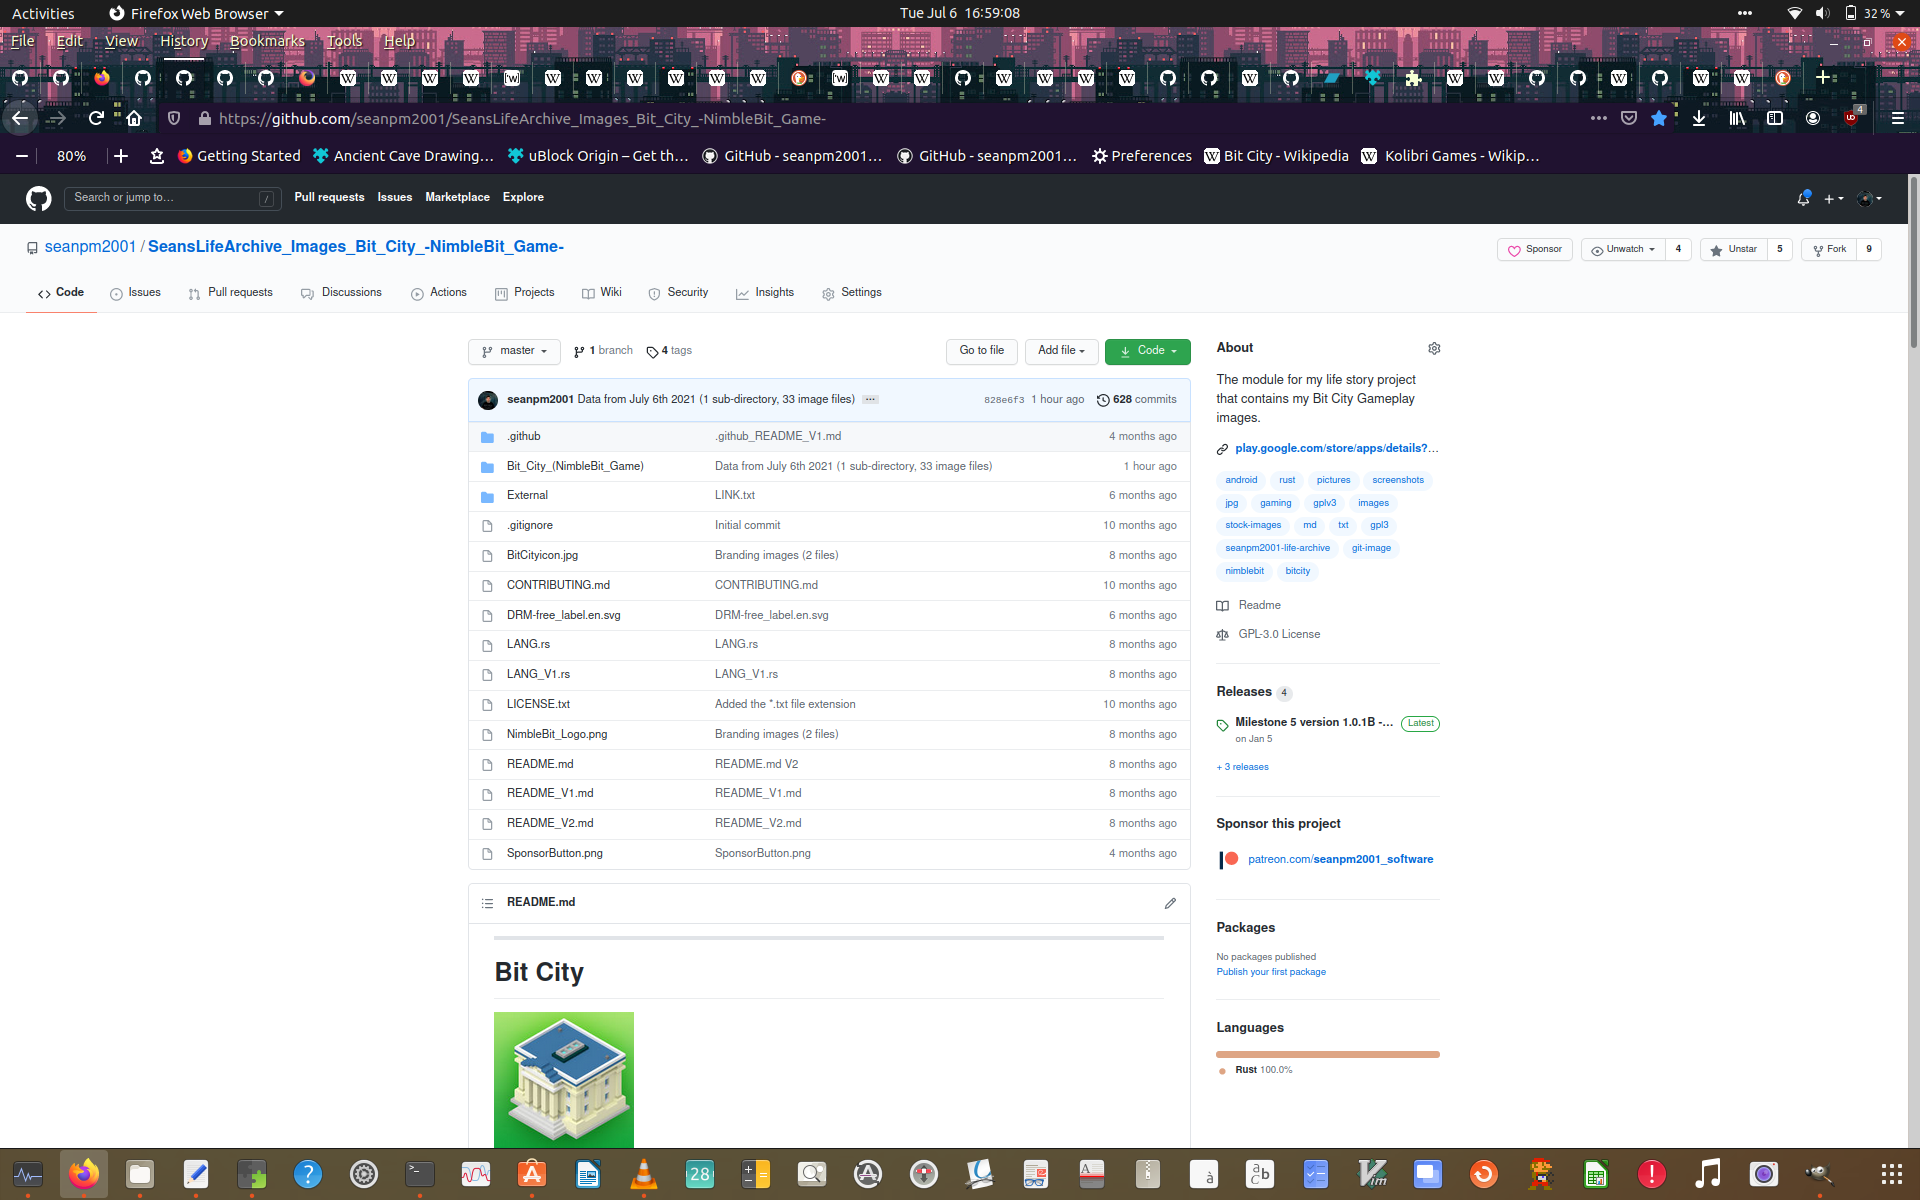 Activities Firefox Web Browser Tue Jul 6 16:59:08 32 %
File Edit View History Bookmarks Tools Help
https://github.com/seanpm2001/SeansLifeArchive_Images_Bit_City_-NimbleBit_Game- 4
80% Getting Started Ancient Cave Drawing… uBlock Origin – Get th… GitHub - seanpm2001… GitHub - seanpm2001… Preferences Bit City - Wikipedia Kolibri Games - Wikip…
Search or jump to… / Pull requests Issues Marketplace Explore
seanpm2001 / SeansLifeArchive_Images_Bit_City_-NimbleBit_Game- Sponsor Unwatch 4 Unstar 5 Fork 9
Code Issues Pull requests Discussions Actions Projects Wiki Security Insights Settings
master 1 branch 4 tags Go to file Add file Code
seanpm2001 Data from July 6th 2021 (1 sub-directory, 33 image files) ... 828e6f3 1 hour ago 628 commits
.github .github_README_V1.md 4 months ago
Bit_City_(NimbleBit_Game) Data from July 6th 2021 (1 sub-directory, 33 image files) 1 hour ago
External LINK.txt 6 months ago
.gitignore Initial commit 10 months ago
BitCityicon.jpg Branding images (2 files) 8 months ago
CONTRIBUTING.md CONTRIBUTING.md 10 months ago
DRM-free_label.en.svg DRM-free_label.en.svg 6 months ago
LANG.rs LANG.rs 8 months ago
LANG_V1.rs LANG_V1.rs 8 months ago
LICENSE.txt Added the *.txt file extension 10 months ago
NimbleBit_Logo.png Branding images (2 files) 8 months ago
README.md README.md V2 8 months ago
README_V1.md README_V1.md 8 months ago
README_V2.md README_V2.md 8 months ago
SponsorButton.png SponsorButton.png 4 months ago
README.md
Bit City
About
The module for my life story project
that contains my Bit City Gameplay
images.
play.google.com/store/apps/details?…
android rust pictures screenshots
jpg gaming gplv3 images
stock-images md txt gpl3
seanpm2001-life-archive git-image
nimblebit bitcity
Readme
GPL-3.0 License
Releases 4
Milestone 5 version 1.0.1B -… Latest
on Jan 5
+ 3 releases
Sponsor this project
patreon.com/seanpm2001_software
Packages
No packages published
Publish your first package
Languages
Rust 100.0%
28